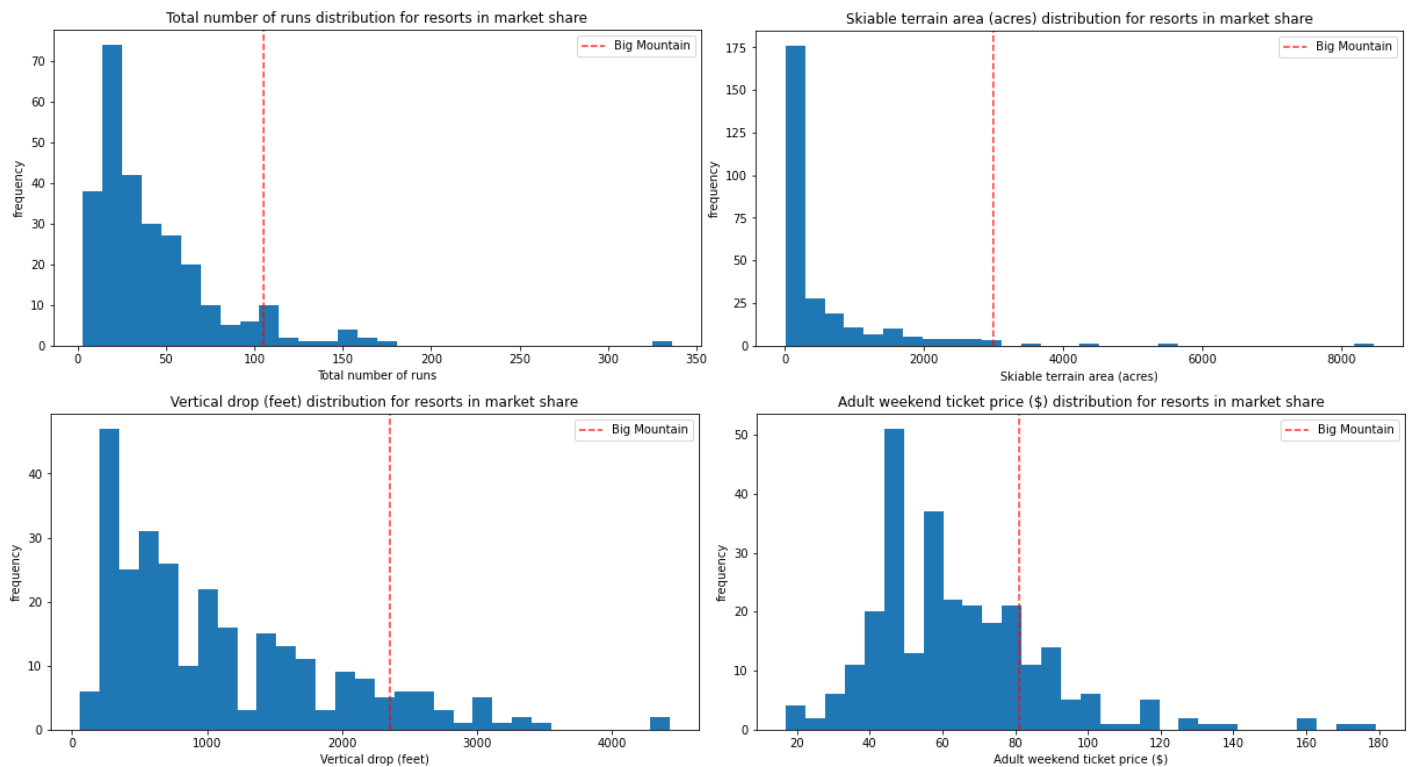 Total number of runs distribution for resorts in market share
Big Mountain
frequency
70
60
50
40
30
20
10
0
0 50 100 150 200 250 300 350
Total number of runs
Skiable terrain area (acres) distribution for resorts in market share
Big Mountain
frequency
175
150
125
100
75
50
25
0
0 2000 4000 6000 8000
Skiable terrain area (acres)
Vertical drop (feet) distribution for resorts in market share
Big Mountain
frequency
40
30
20
10
0
0 1000 2000 3000 4000
Vertical drop (feet)
Adult weekend ticket price ($) distribution for resorts in market share
Big Mountain
frequency
50
40
30
20
10
0
20 40 60 80 100 120 140 160 180
Adult weekend ticket price ($)